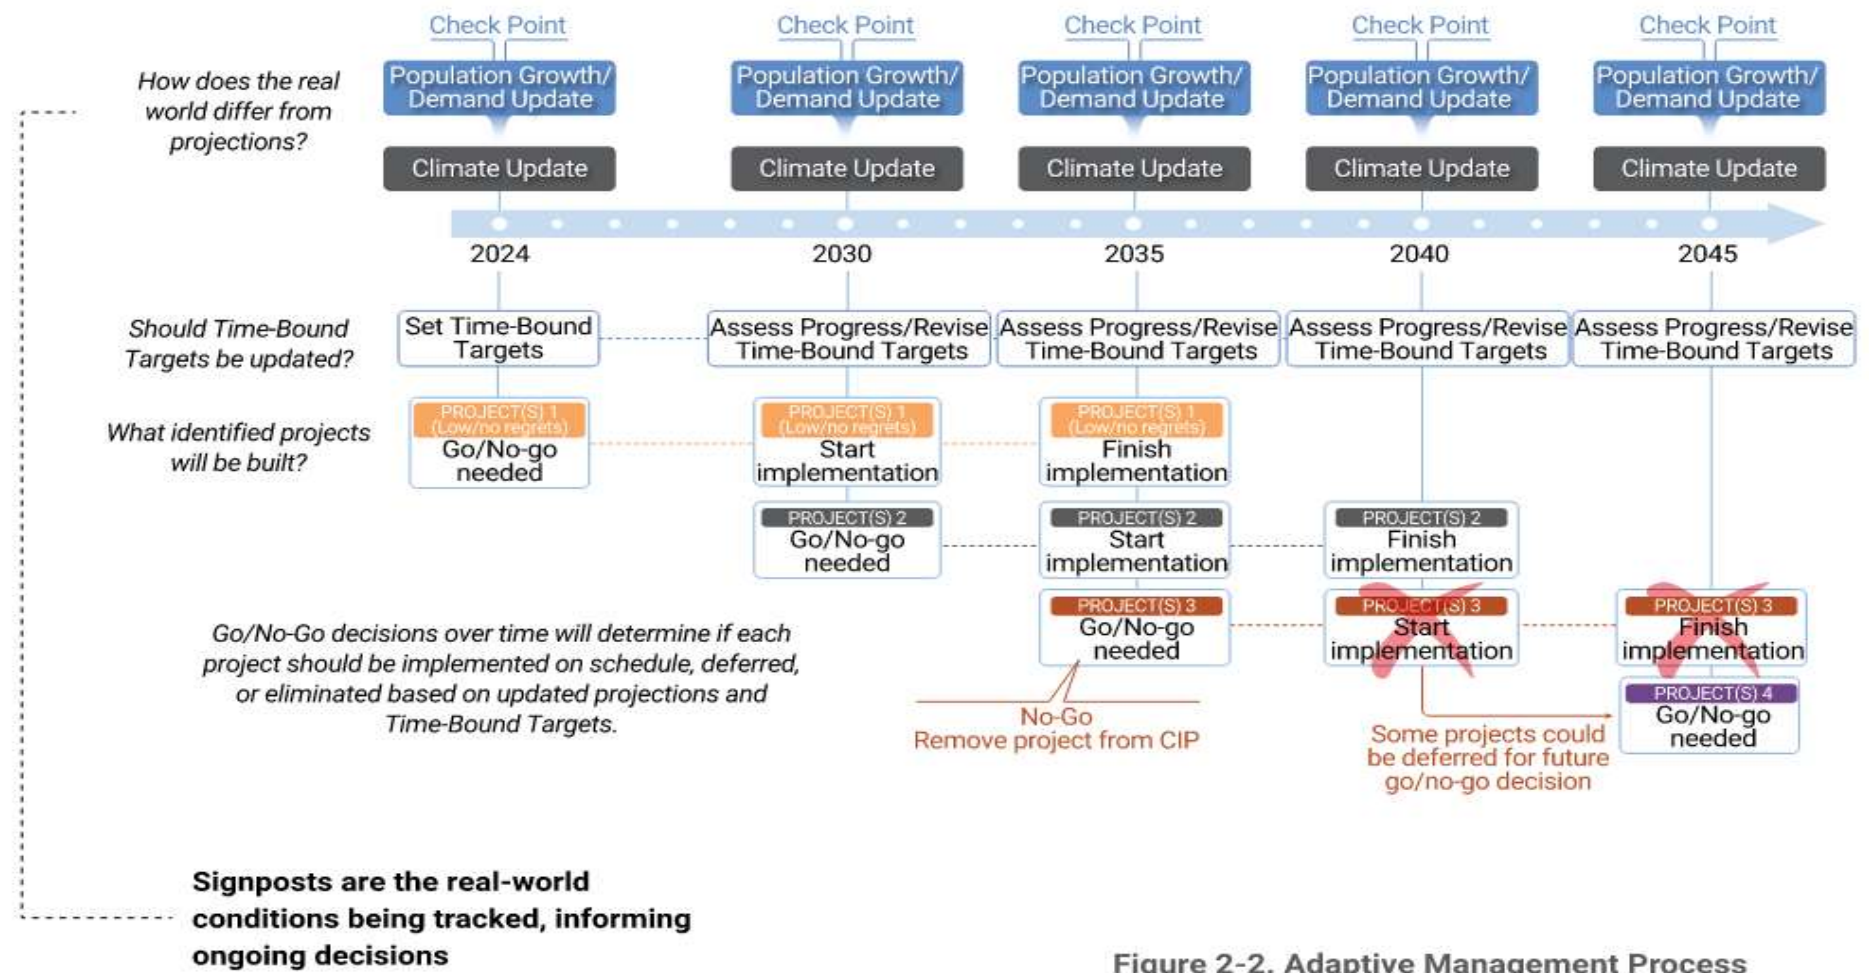 Check Point
Check Point
Check Point
Check Point
Check Point
How does the real
world differ from
projections?
Population Growth/
Demand Update
Population Growth/
Demand Update
Population Growth/
Demand Update
Population Growth/
Demand Update
Population Growth/
Demand Update
Climate Update
Climate Update
Climate Update
Climate Update
Climate Update
2024
2030
2035
2040
2045
Should Time-Bound
Targets be updated?
Set Time-Bound
Targets
Assess Progress/Revise
Time-Bound Targets
Assess Progress/Revise
Time-Bound Targets
Assess Progress/Revise
Time-Bound Targets
Assess Progress/Revise
Time-Bound Targets
What identified projects
will be built?
PROJECT(S) 1
(Low/no regrets)
Go/No-go
needed
PROJECT(S) 1
(Low/no regrets)
Start
implementation
PROJECT(S) 1
(Low/no regrets)
Finish
implementation
PROJECT(S) 2
Go/No-go
needed
PROJECT(S) 2
Start
implementation
PROJECT(S) 2
Finish
implementation
PROJECT(S) 3
Go/No-go
needed
PROJECT(S) 3
Start
implementation
PROJECT(S) 3
Finish
implementation
Go/No-Go decisions over time will determine if each
project should be implemented on schedule, deferred,
or eliminated based on updated projections and
Time-Bound Targets.
No-Go
Remove project from CIP
Some projects could
be deferred for future
go/no-go decision
PROJECT(S) 4
Go/No-go
needed
Signposts are the real-world
conditions being tracked, informing
ongoing decisions
Figure 2-2. Adaptive Management Process